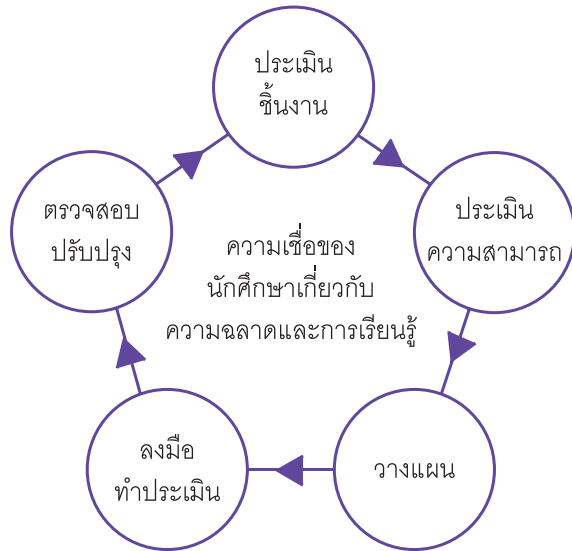 ประเมิน
ชิ้นงาน
ประเมิน
ความสามารถ
วางแผน
ลงมือ
ทำประเมิน
ตรวจสอบ
ปรับปรุง
ความเชื่อของ
นักศึกษาเกี่ยวกับ
ความฉลาดและการเรียนรู้